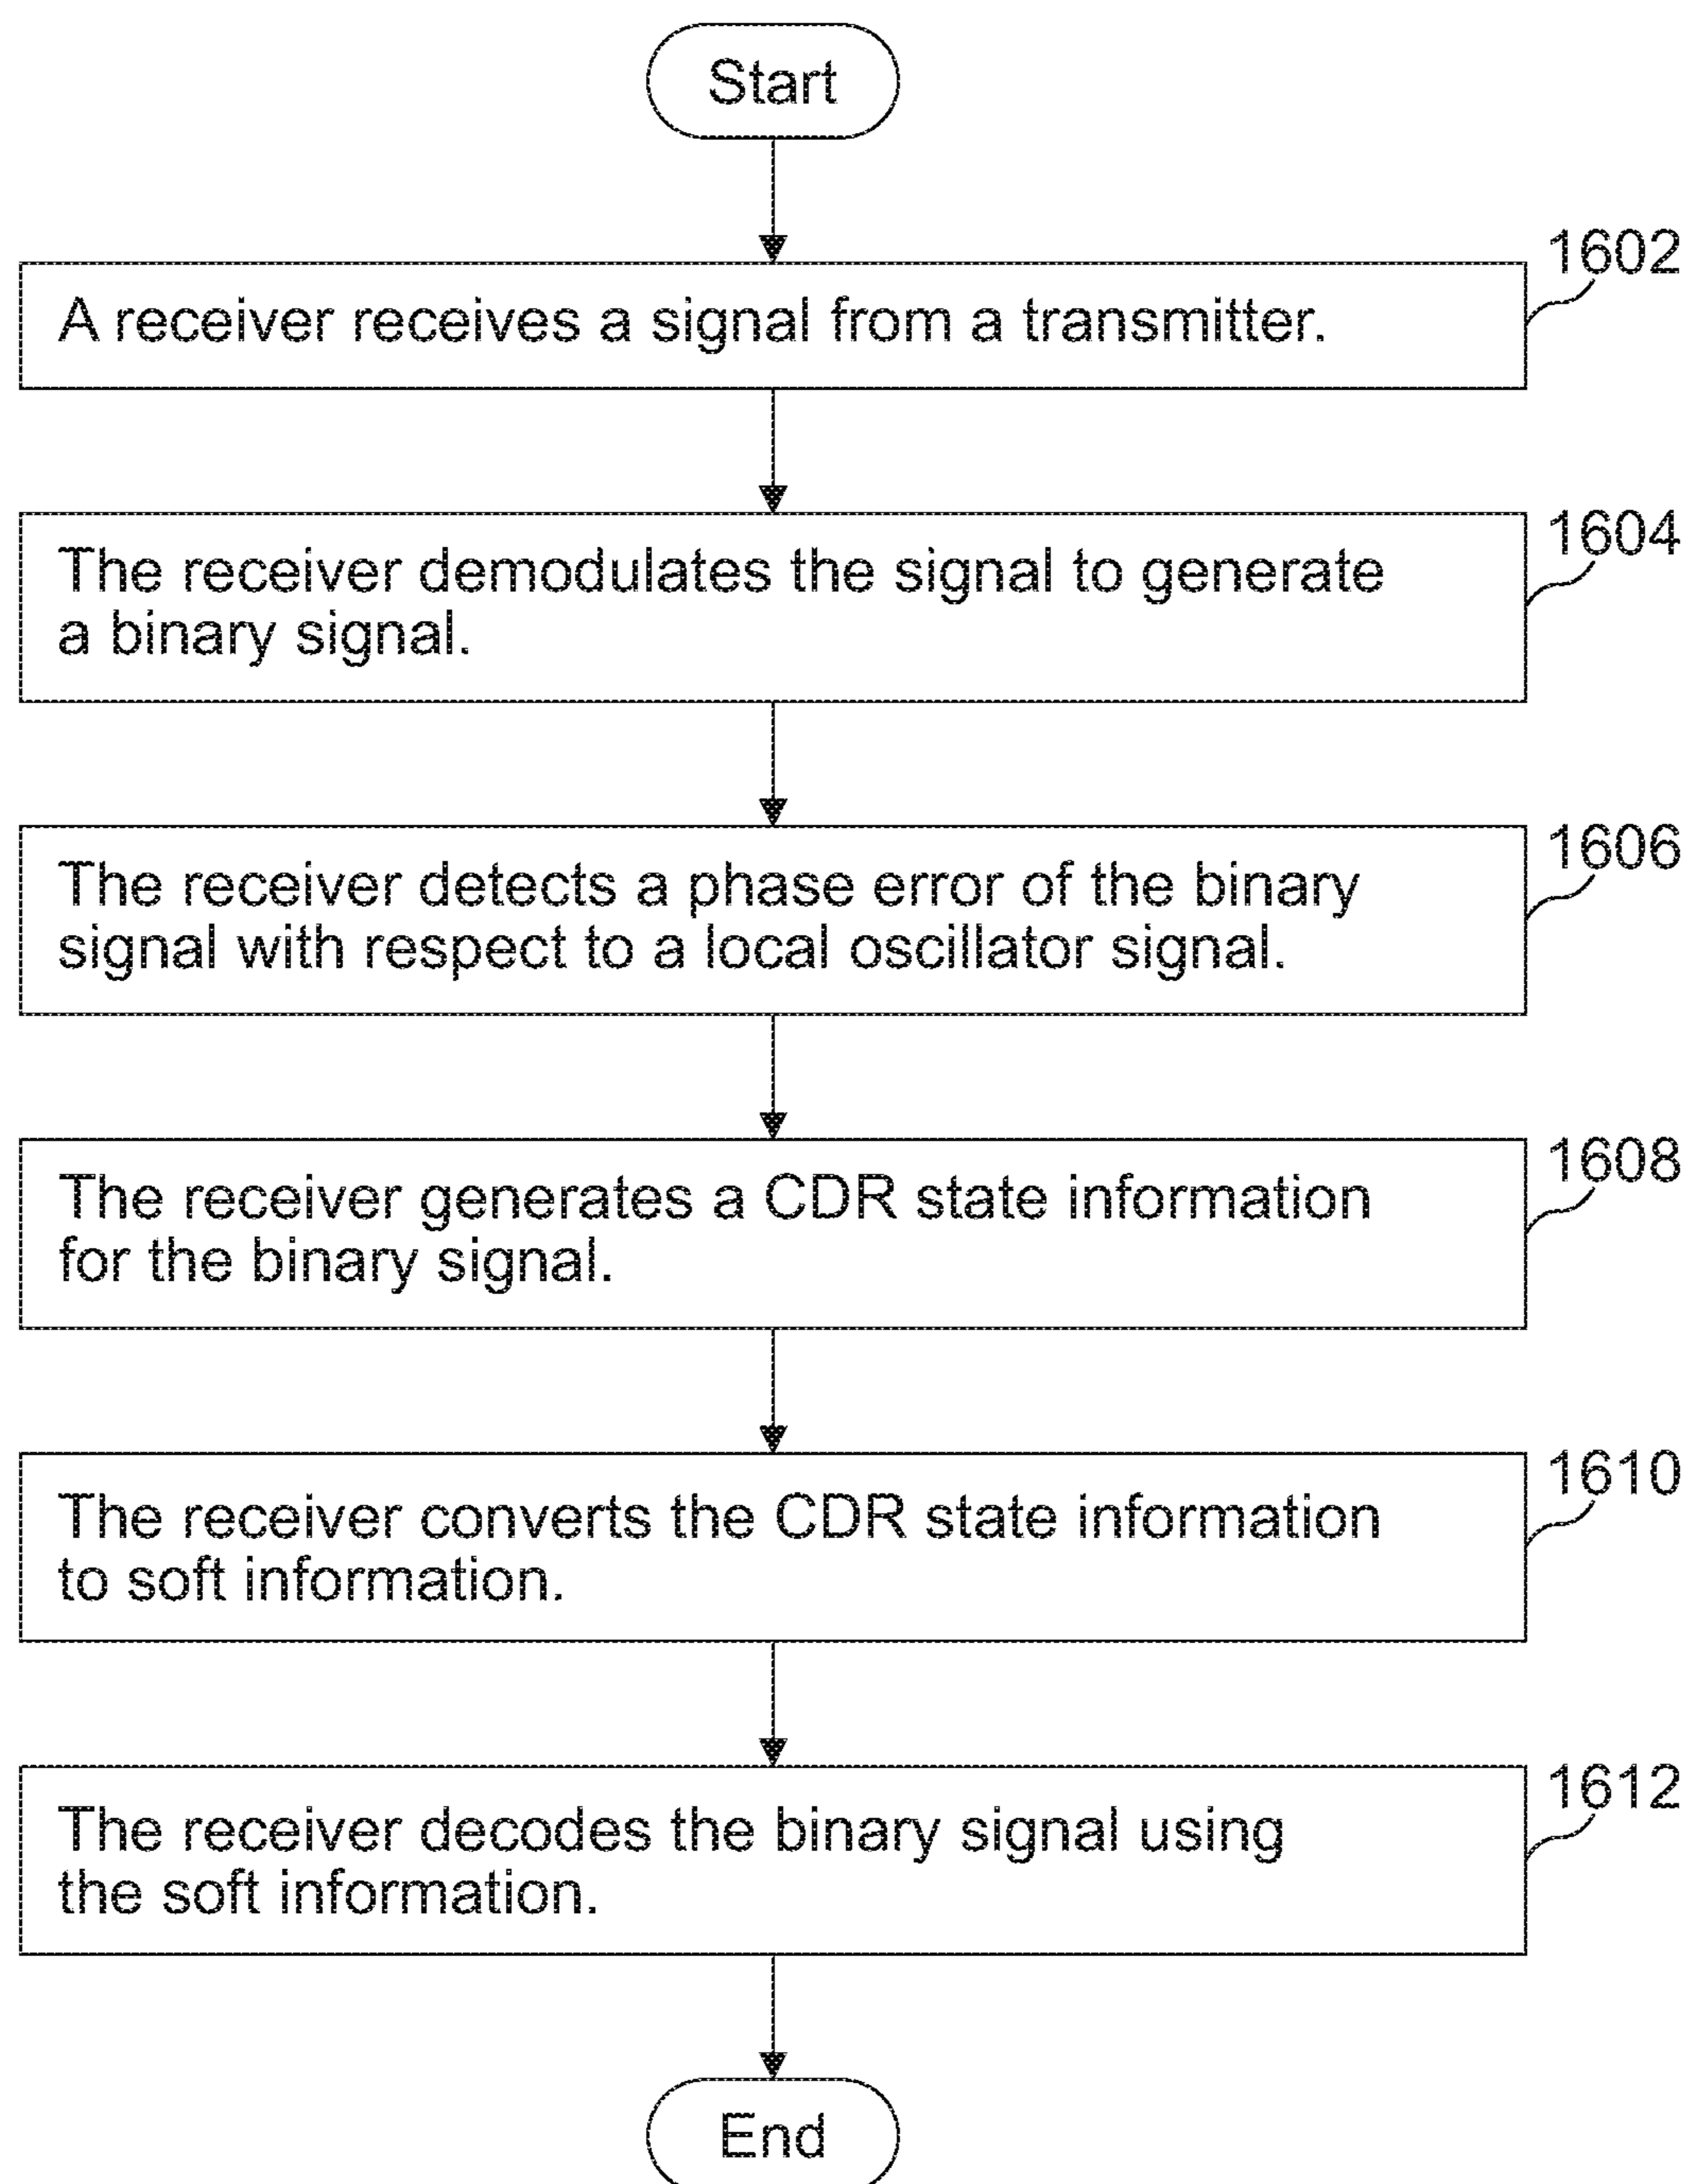 Start
1602
A receiver receives a signal from a transmitter.
1604
The receiver demodulates the signal to generate
a binary signal.
1606
The receiver detects a phase error of the binary
signal with respect to a local oscillator signal.
1608
The receiver generates a CDR state information
for the binary signal.
1610
The receiver converts the CDR state information
to soft information.
1612
The receiver decodes the binary signal using
the soft information.
End